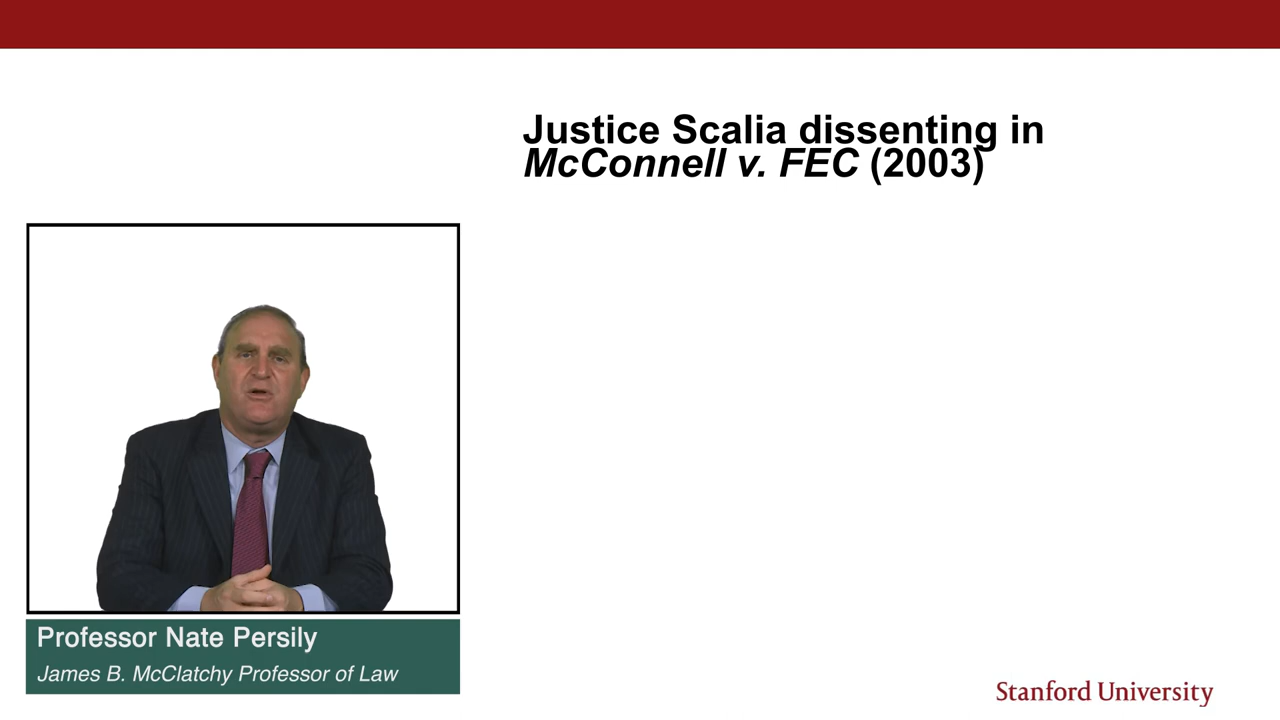 Justice Scalia dissenting in
McConnell v. FEC (2003)
Professor Nate Persily
James B. McClatchy Professor of Law
Stanford University